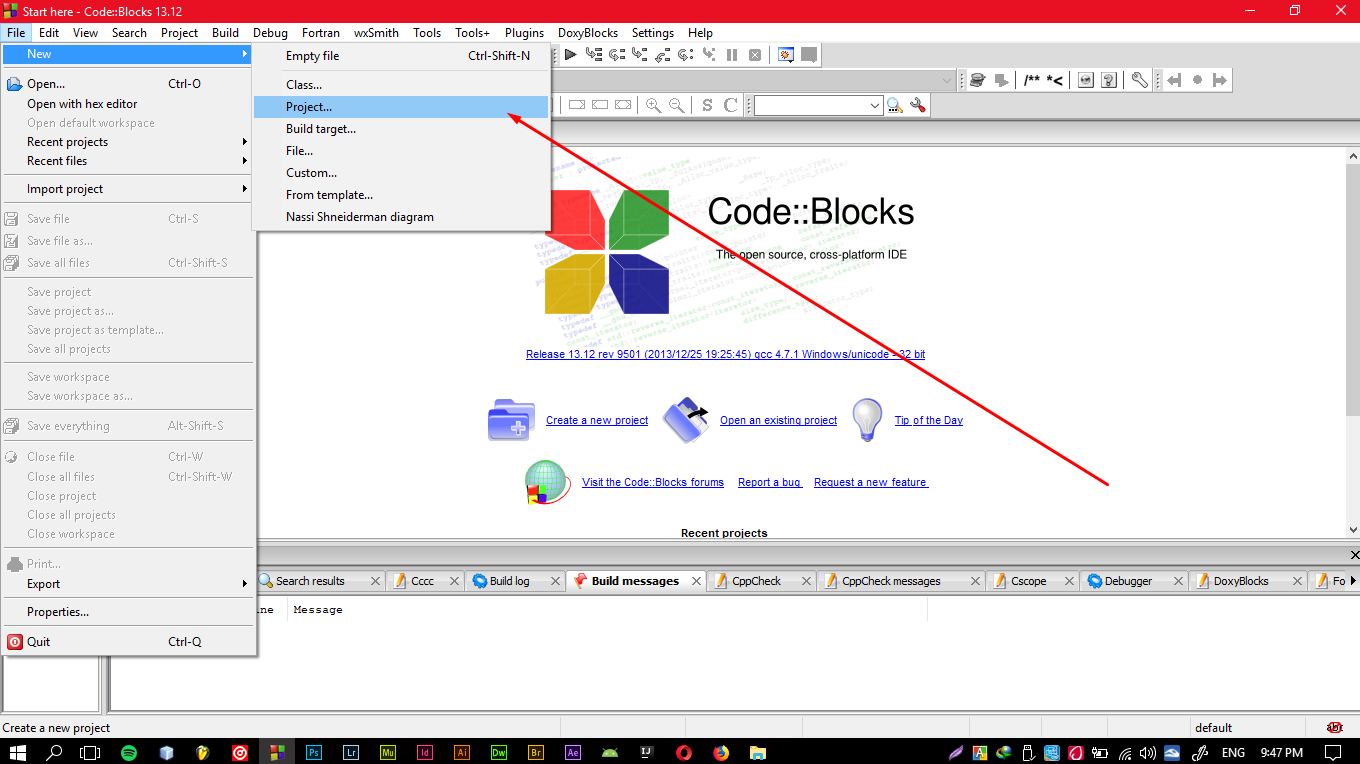 Start here - Code::Blocks 13.12
File Edit View Search Project Build Debug Fortran wxSmith Tools Tools+ Plugins DoxyBlocks Settings Help
New
Open... Ctrl-O
Open with hex editor
Open default workspace
Recent projects
Recent files
Import project
Save file Ctrl-S
Save file as...
Save all files Ctrl-Shift-S
Save project
Save project as...
Save project as template...
Save all projects
Save workspace
Save workspace as...
Save everything Alt-Shift-S
Close file Ctrl-W
Close all files Ctrl-Shift-W
Close project
Close all projects
Close workspace
Print...
Export
Properties...
Quit Ctrl-Q
Empty file Ctrl-Shift-N
Class...
Project...
Build target...
File...
Custom...
From template...
Nassi Shneiderman diagram
/** *<
S C
Code::Blocks
The open source, cross-platform IDE
Release 13.12 rev 9501 (2013/12/25 19:25:45) gcc 4.7.1 Windows/unicode - 32 bit
Create a new project Open an existing project Tip of the Day
Visit the Code::Blocks forums Report a bug Request a new feature
Recent projects
Search results Cccc Build log Build messages CppCheck CppCheck messages Cscope Debugger DoxyBlocks Fo
ne Message
Create a new project default
Ps Lr Mu Id Ai Dw Br Ae IJ ENG 9:47 PM